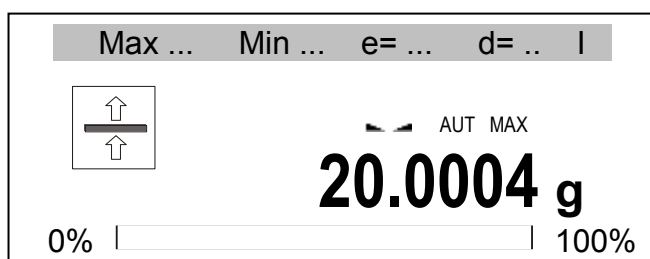 Max ... Min ... e= ... d= .. I
AUT MAX
20.0004 g
0% 100%